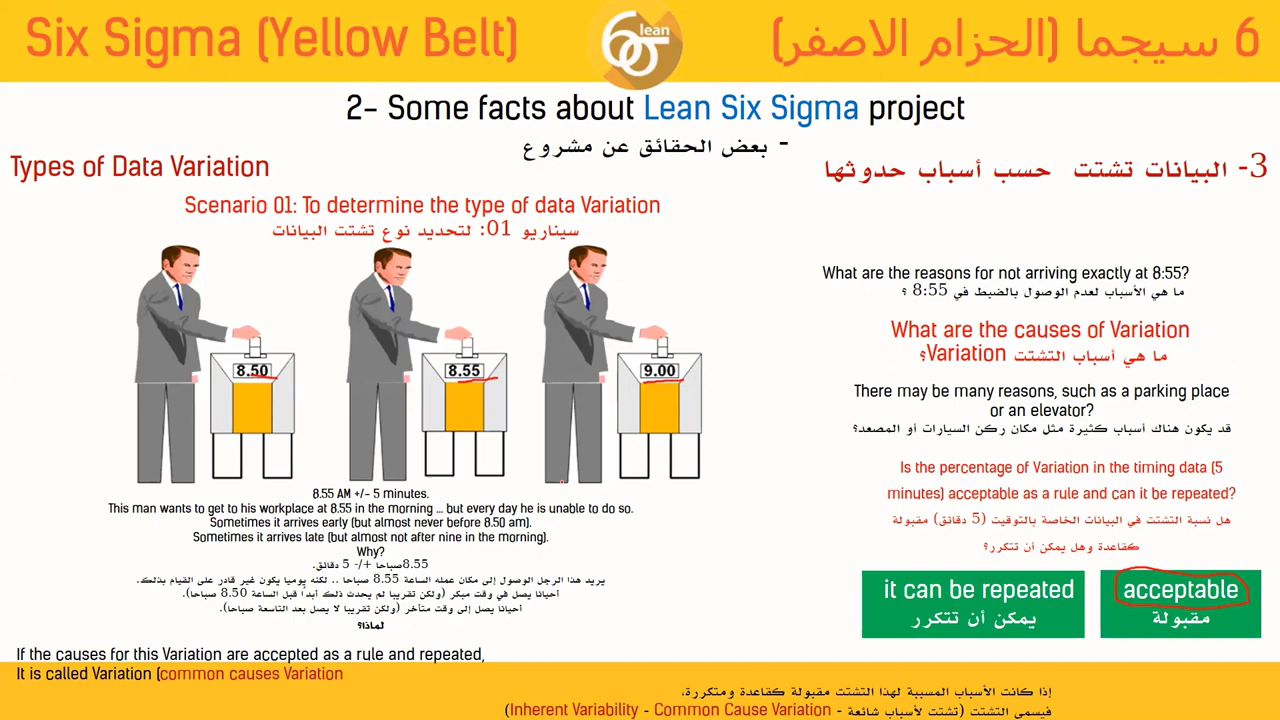 Six Sigma (Yellow Belt)
6σ lean
6 سيجما (الحزام الاصفر)
2- Some facts about Lean Six Sigma project
- بعض الحقائق عن مشروع
Types of Data Variation
3- البيانات تشتت حسب أسباب حدوثها
Scenario 01: To determine the type of data Variation
سيناريو 01: لتحديد نوع تشتت البيانات
8.50
8.55
9.00
8.55 AM +/- 5 minutes.
This man wants to get to his workplace at 8.55 in the morning ... but every day he is unable to do so.
Sometimes it arrives early (but almost never before 8.50 am).
Sometimes it arrives late (but almost not after nine in the morning).
Why?
8.55صباحا +/- 5 دقائق.
يريد هذا الرجل الوصول إلى مكان عمله الساعة 8.55 صباحا .. لكنه يوميا يكون غير قادر على القيام بذلك.
أحيانا يصل في وقت مبكر (ولكن تقريبا لم يحدث ذلك أبدا قبل الساعة 8.50 صباحا).
أحيانا يصل إلى وقت متأخر (ولكن تقريبا لا يصل بعد التاسعة صباحا).
لماذا؟
What are the reasons for not arriving exactly at 8:55?
ما هي الأسباب لعدم الوصول بالضبط في 8:55 ؟
What are the causes of Variation
ما هي أسباب التشتت Variation؟
There may be many reasons, such as a parking place
or an elevator?
قد يكون هناك أسباب كثيرة مثل مكان ركن السيارات أو المصعد؟
Is the percentage of Variation in the timing data (5
minutes) acceptable as a rule and can it be repeated?
هل نسبة التشتت في البيانات الخاصة بالتوقيت (5 دقائق) مقبولة
كقاعدة وهل يمكن أن تتكرر؟
it can be repeated
يمكن أن تتكرر
acceptable
مقبولة
If the causes for this Variation are accepted as a rule and repeated,
It is called Variation (common causes Variation
إذا كانت الأسباب المسببة لهذا التشتت مقبولة كقاعدة ومتكررة،
فيسمى التشتت (تشتت لأسباب شائعة - Inherent Variability - Common Cause Variation)